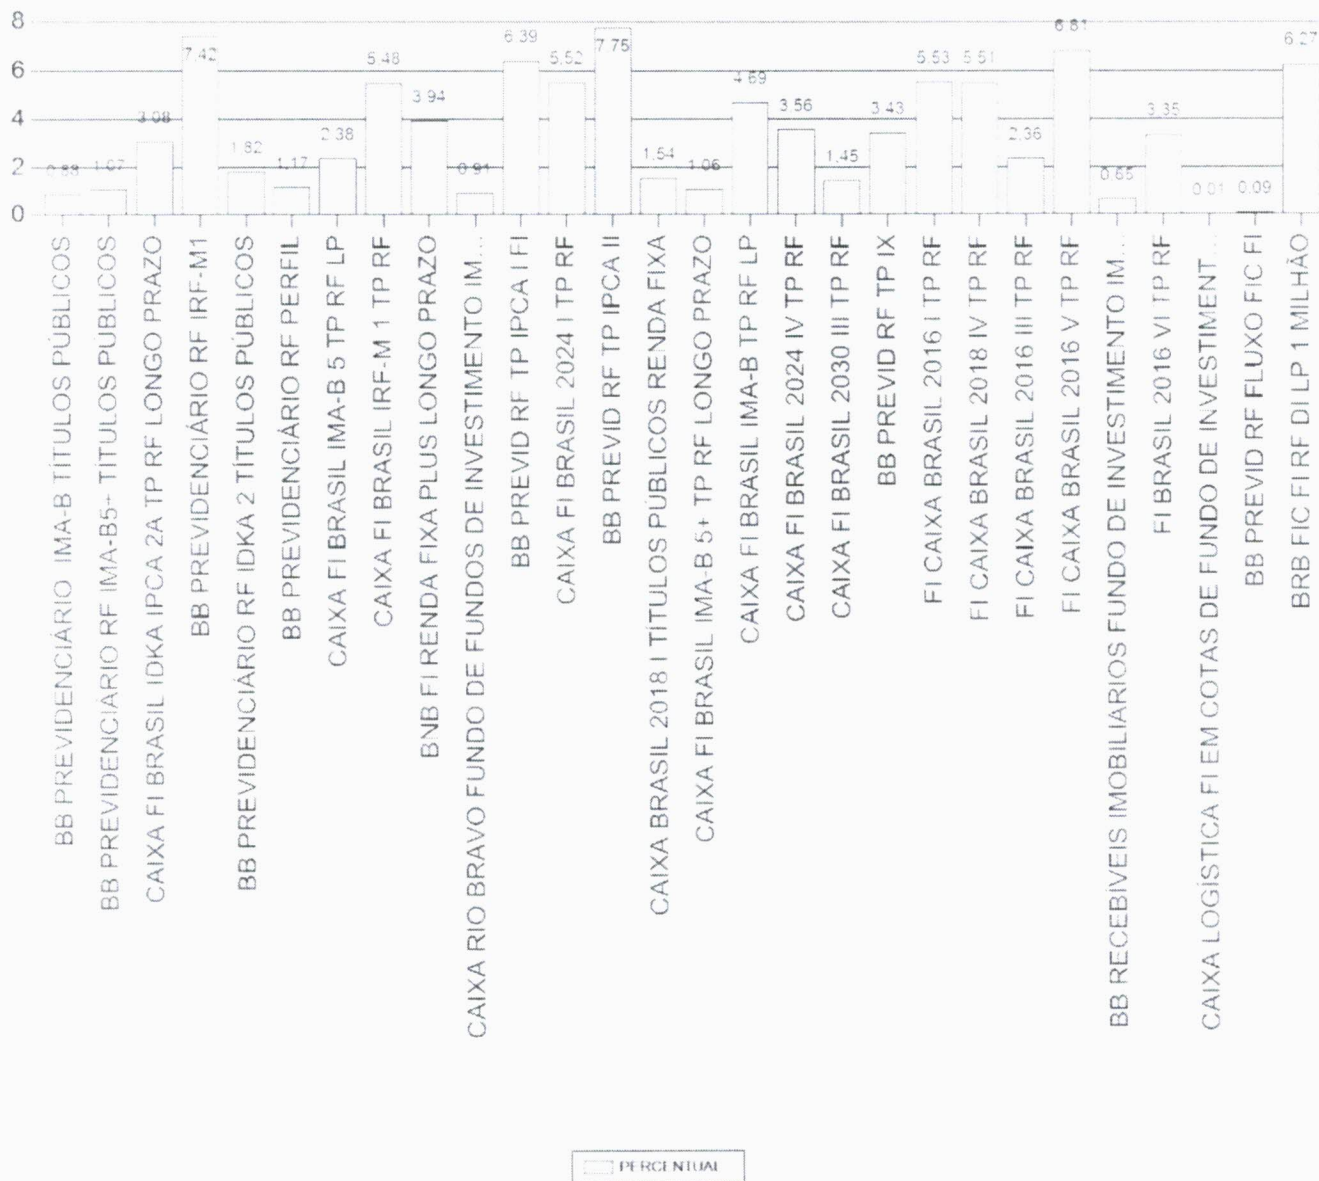 8
6
4
2
0
0.88
1.07
3.08
7.42
1.82
1.17
2.38
5.48
3.94
0.91
6.39
5.52
7.75
1.54
1.06
4.69
3.56
1.45
3.43
5.53
5.51
2.36
6.81
0.65
3.35
0.01
0.09
6.27
BB PREVIDENCIÁRIO IMA-B TÍTULOS PÚBLICOS
BB PREVIDENCIÁRIO RF IMA-B5+ TÍTULOS PÚBLICOS
CAIXA FI BRASIL IDKA IPCA 2A TP RF LONGO PRAZO
BB PREVIDENCIÁRIO RF IRF-M1
BB PREVIDENCIÁRIO RF IDKA 2 TÍTULOS PÚBLICOS
BB PREVIDENCIÁRIO RF PERFIL
CAIXA FI BRASIL IMA-B 5 TP RF LP
CAIXA FI BRASIL IRF-M 1 TP RF
BNB FI RENDA FIXA PLUS LONGO PRAZO
CAIXA RIO BRAVO FUNDO DE FUNDOS DE INVESTIMENTO IM...
BB PREVID RF TP IPCA I FI
CAIXA FI BRASIL 2024 I TP RF
BB PREVID RF TP IPCA II
CAIXA BRASIL 2018 I TÍTULOS PÚBLICOS RENDA FIXA
CAIXA FI BRASIL IMA-B 5+ TP RF LONGO PRAZO
CAIXA FI BRASIL IMA-B TP RF LP
CAIXA FI BRASIL 2024 IV TP RF
CAIXA FI BRASIL 2030 III TP RF
BB PREVID RF TP IX
FI CAIXA BRASIL 2016 I TP RF
FI CAIXA BRASIL 2018 IV TP RF
FI CAIXA BRASIL 2016 III TP RF
FI CAIXA BRASIL 2016 V TP RF
BB RECEBÍVEIS IMOBILIÁRIOS FUNDO DE INVESTIMENTO IM...
FI BRASIL 2016 VI TP RF
CAIXA LOGÍSTICA FI EM COTAS DE FUNDO DE INVESTIMENT...
BB PREVID RF FLUXO FIC FI
BRB FIC FI RF DI LP 1 MILHÃO
PERCENTUAL